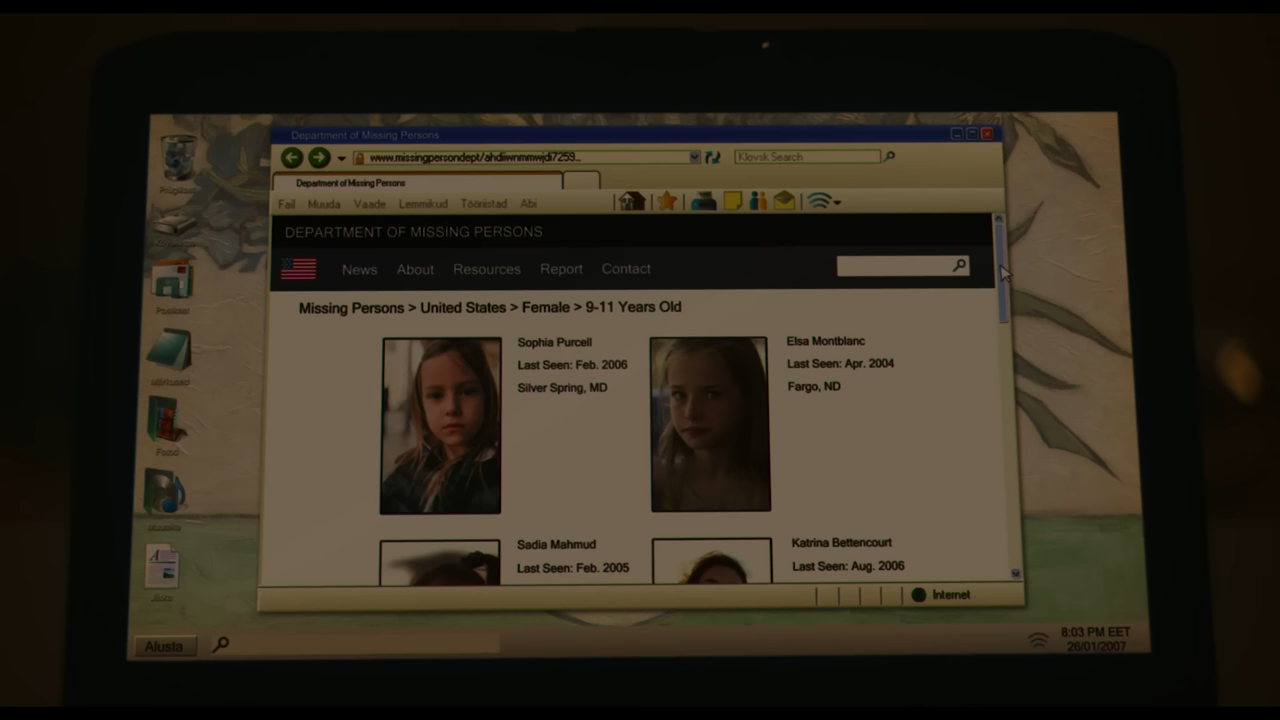 Department of Missing Persons
www.missingpersondept/ahdiiwnmmwjdi7259...
Klovsk Search
Department of Missing Persons
Fail Muuda Vaade Lemmikud Tööriistad Abi
DEPARTMENT OF MISSING PERSONS
News About Resources Report Contact
Missing Persons > United States > Female > 9-11 Years Old
Sophia Purcell
Last Seen: Feb. 2006
Silver Spring, MD
Elsa Montblanc
Last Seen: Apr. 2004
Fargo, ND
Sadia Mahmud
Last Seen: Feb. 2005
Katrina Bettencourt
Last Seen: Aug. 2006
Internet
Alusta
8:03 PM EET
26/01/2007